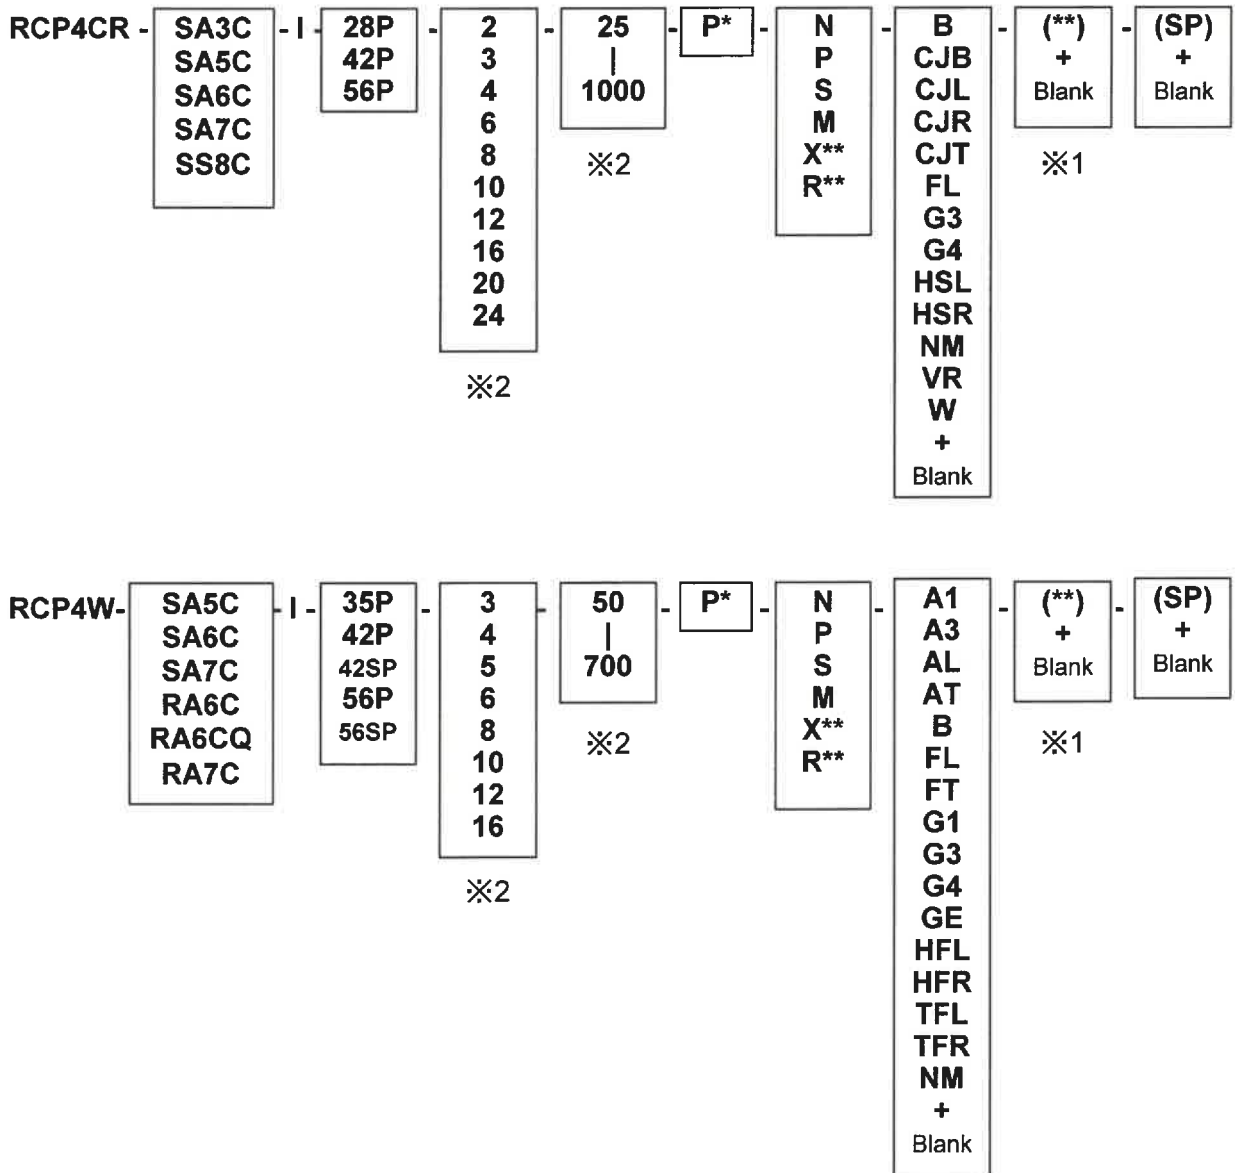 RCP4CR - SA3C - I - 28P - 2 - 25 - P* - N - B - (**) - (SP)
SA5C 42P 3 | P CJB + +
SA6C 56P 4 1000 S CJL Blank Blank
SA7C 6 M CJR
SS8C 8 ※2 X** CJT ※1
10 R** FL
12 G3
16 G4
20 HSL
24 HSR
NM
※2 VR
W
+
Blank
RCP4W- SA5C - I - 35P - 3 - 50 - P* - N - A1 - (**) - (SP)
SA6C 42P 4 | P A3 + +
SA7C 42SP 5 700 S AL Blank Blank
RA6C 56P 6 M AT
RA6CQ 56SP 8 ※2 X** B ※1
RA7C 10 R** FL
12 FT
16 G1
G3
※2 G4
GE
HFL
HFR
TFL
TFR
NM
+
Blank